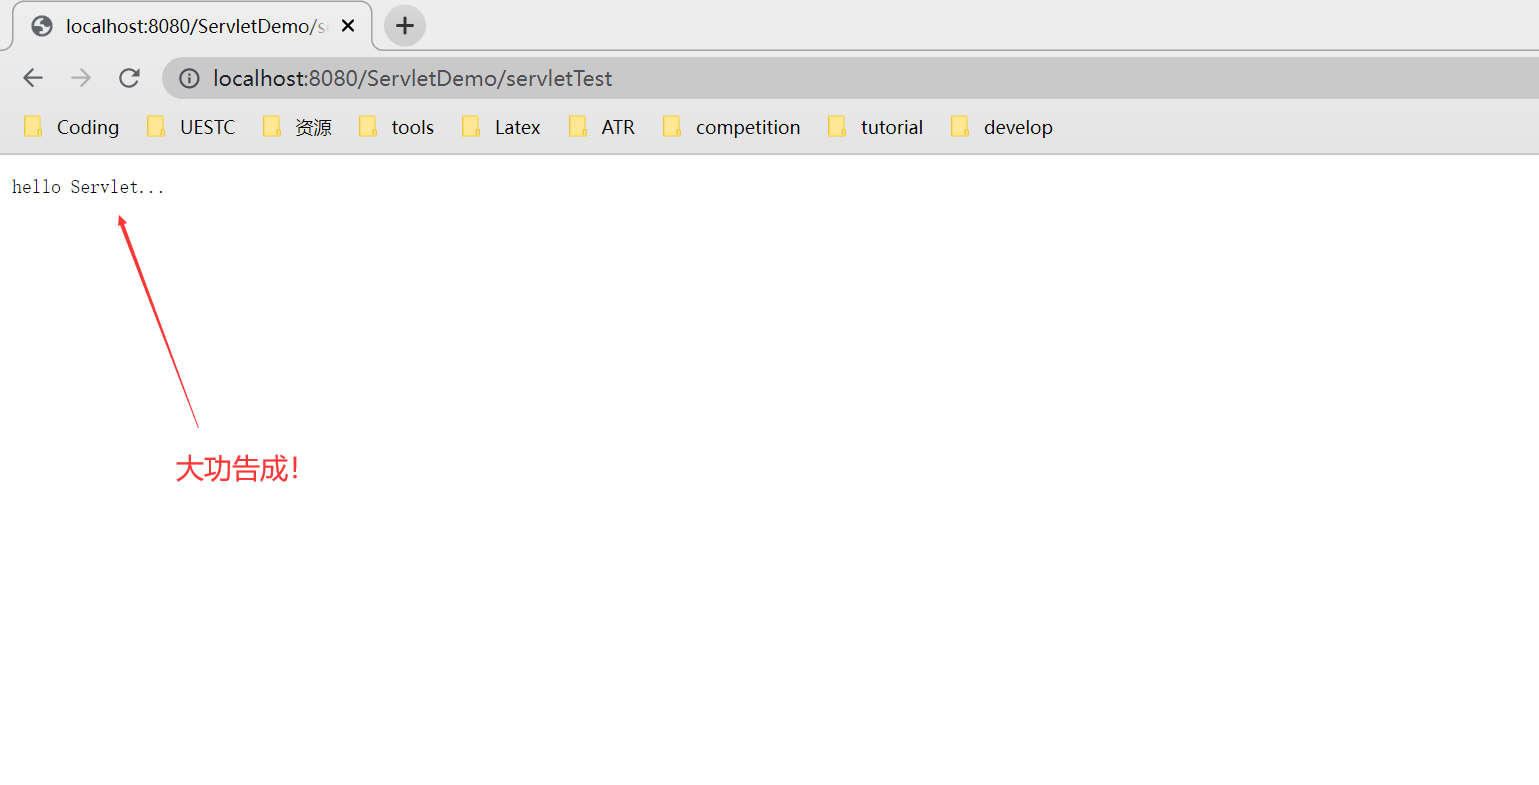 localhost:8080/ServletDemo/s
localhost:8080/ServletDemo/servletTest
Coding UESTC 资源 tools Latex ATR competition tutorial develop
hello Servlet...
大功告成!